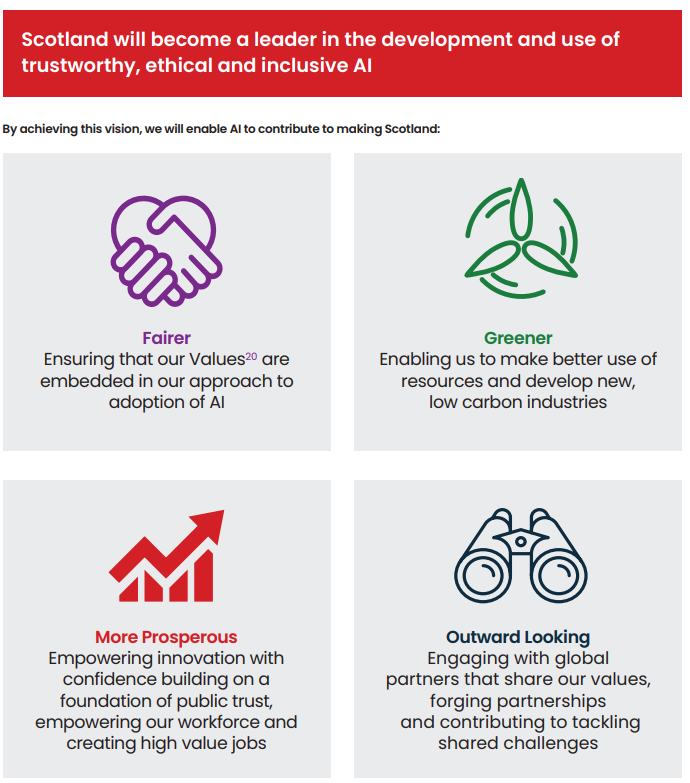 Scotland will become a leader in the development and use of
trustworthy, ethical and inclusive AI
By achieving this vision, we will enable AI to contribute to making Scotland:
Fairer
Ensuring that our Values20 are
embedded in our approach to
adoption of AI
Greener
Enabling us to make better use of
resources and develop new,
low carbon industries
More Prosperous
Empowering innovation with
confidence building on a
foundation of public trust,
empowering our workforce and
creating high value jobs
Outward Looking
Engaging with global
partners that share our values,
forging partnerships
and contributing to tackling
shared challenges